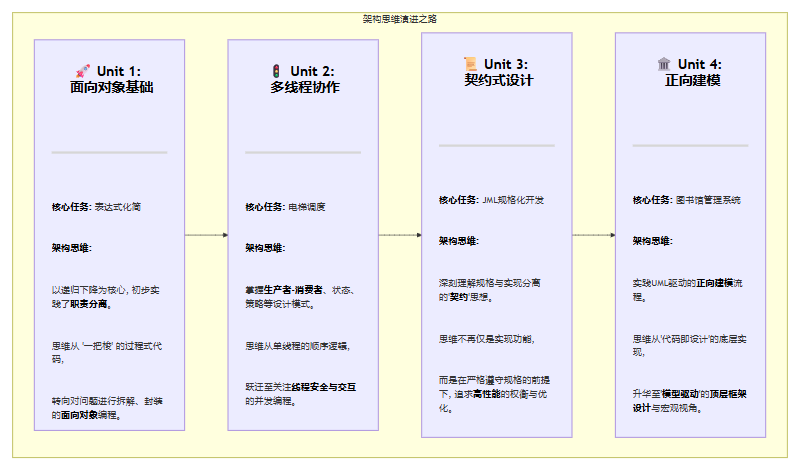 架构思维演进之路
🚀 Unit 1:
面向对象基础
核心任务: 表达式化简
架构思维:
以递归下降为核心, 初步实
践了职责分离。
思维从 '一把梭' 的过程式代
码,
转向对问题进行拆解、封装
的面向对象编程。
🚦 Unit 2:
多线程协作
核心任务: 电梯调度
架构思维:
掌握生产者-消费者、状态、
策略等设计模式。
思维从单线程的顺序逻辑,
跃迁至关注线程安全与交互
的并发编程。
📜 Unit 3:
契约式设计
核心任务: JML规格化开发
架构思维:
深刻理解规格与实现分离
的'契约'思想。
思维不再仅是实现功能,
而是在严格遵守规格的前提
下, 追求高性能的权衡与优
化。
🏛️ Unit 4:
正向建模
核心任务: 图书馆管理系统
架构思维:
实践UML驱动的正向建模流
程。
思维从'代码即设计'的底层实
现,
升华至'模型驱动'的顶层框架
设计与宏观视角。